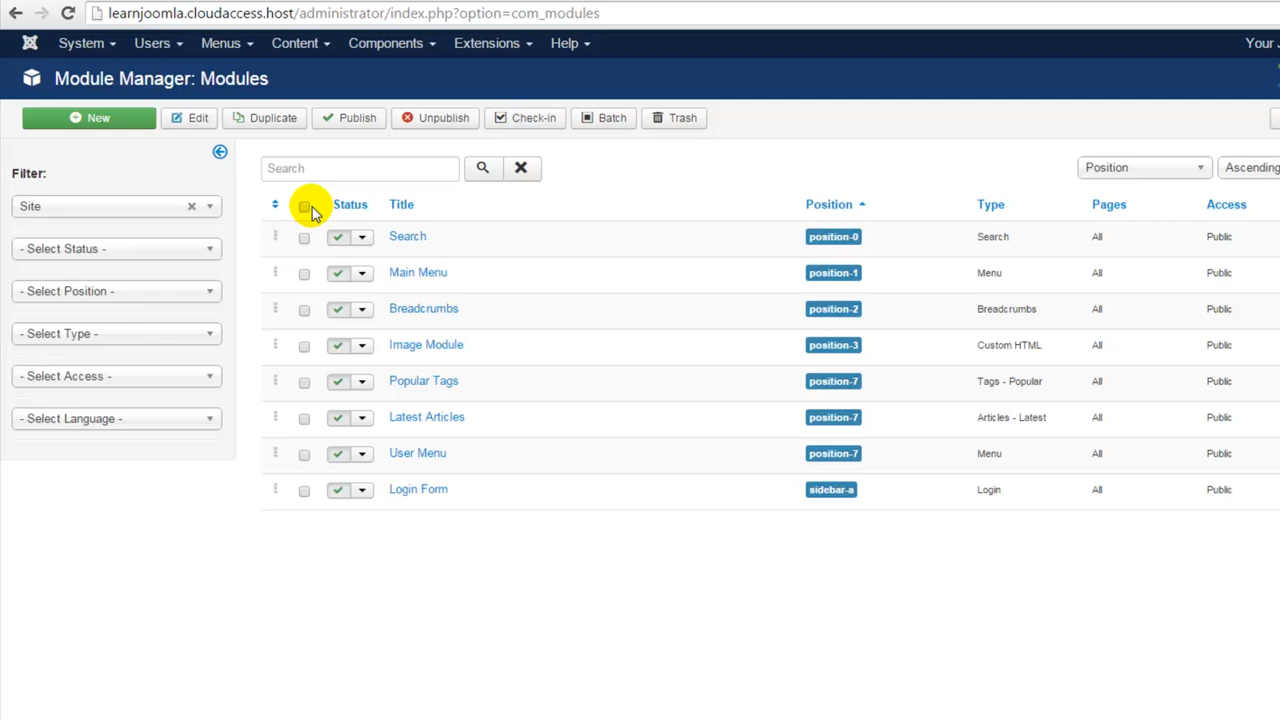 learnjoomla.cloudaccess.host/administrator/index.php?option=com_modules
System Users Menus Content Components Extensions Help Your
Module Manager: Modules
New Edit Duplicate Publish Unpublish Check-in Batch Trash
Filter:
Site
- Select Status -
- Select Position -
- Select Type -
- Select Access -
- Select Language -
Search Position Ascending
Status Title Position Type Pages Access
Search position-0 Search All Public
Main Menu position-1 Menu All Public
Breadcrumbs position-2 Breadcrumbs All Public
Image Module position-3 Custom HTML All Public
Popular Tags position-7 Tags - Popular All Public
Latest Articles position-7 Articles - Latest All Public
User Menu position-7 Menu All Public
Login Form sidebar-a Login All Public